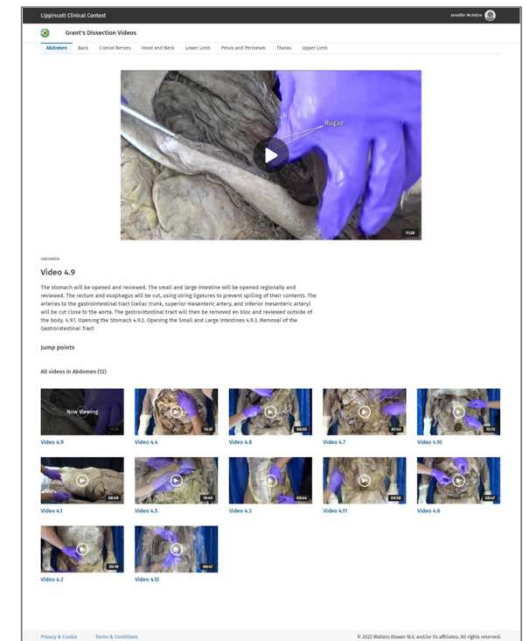 Lippincott Clinical Context
Jennifer McIntire
Grant's Dissection Videos
Abdomen Back Cranial Nerves Head and Neck Lower Limb Pelvis and Perineum Thorax Upper Limb
Rugae
11:28
ABDOMEN
Video 4.9
The stomach will be opened and reviewed. The small and large intestine will be opened regionally and
reviewed. The rectum and esophagus will be cut, using string ligatures to prevent spilling of their contents. The
arteries to the gastrointestinal tract (celiac trunk, superior mesenteric artery, and inferior mesenteric artery)
will be cut close to the aorta. The gastrointestinal tract will then be removed en bloc and reviewed outside of
the body. 4.9.1. Opening the Stomach 4.9.2. Opening the Small and Large Intestines 4.9.3. Removal of the
Gastrointestinal Tract
Jump points
All videos in Abdomen (12)
Now Viewing
Video 4.9 Video 4.4 Video 4.8 Video 4.7 Video 4.10
Video 4.1 Video 4.5 Video 4.3 Video 4.11 Video 4.6
Video 4.2 Video 4.12
Privacy & Cookie Terms & Conditions © 2022 Wolters Kluwer N.V. and/or its affiliates. All rights reserved.